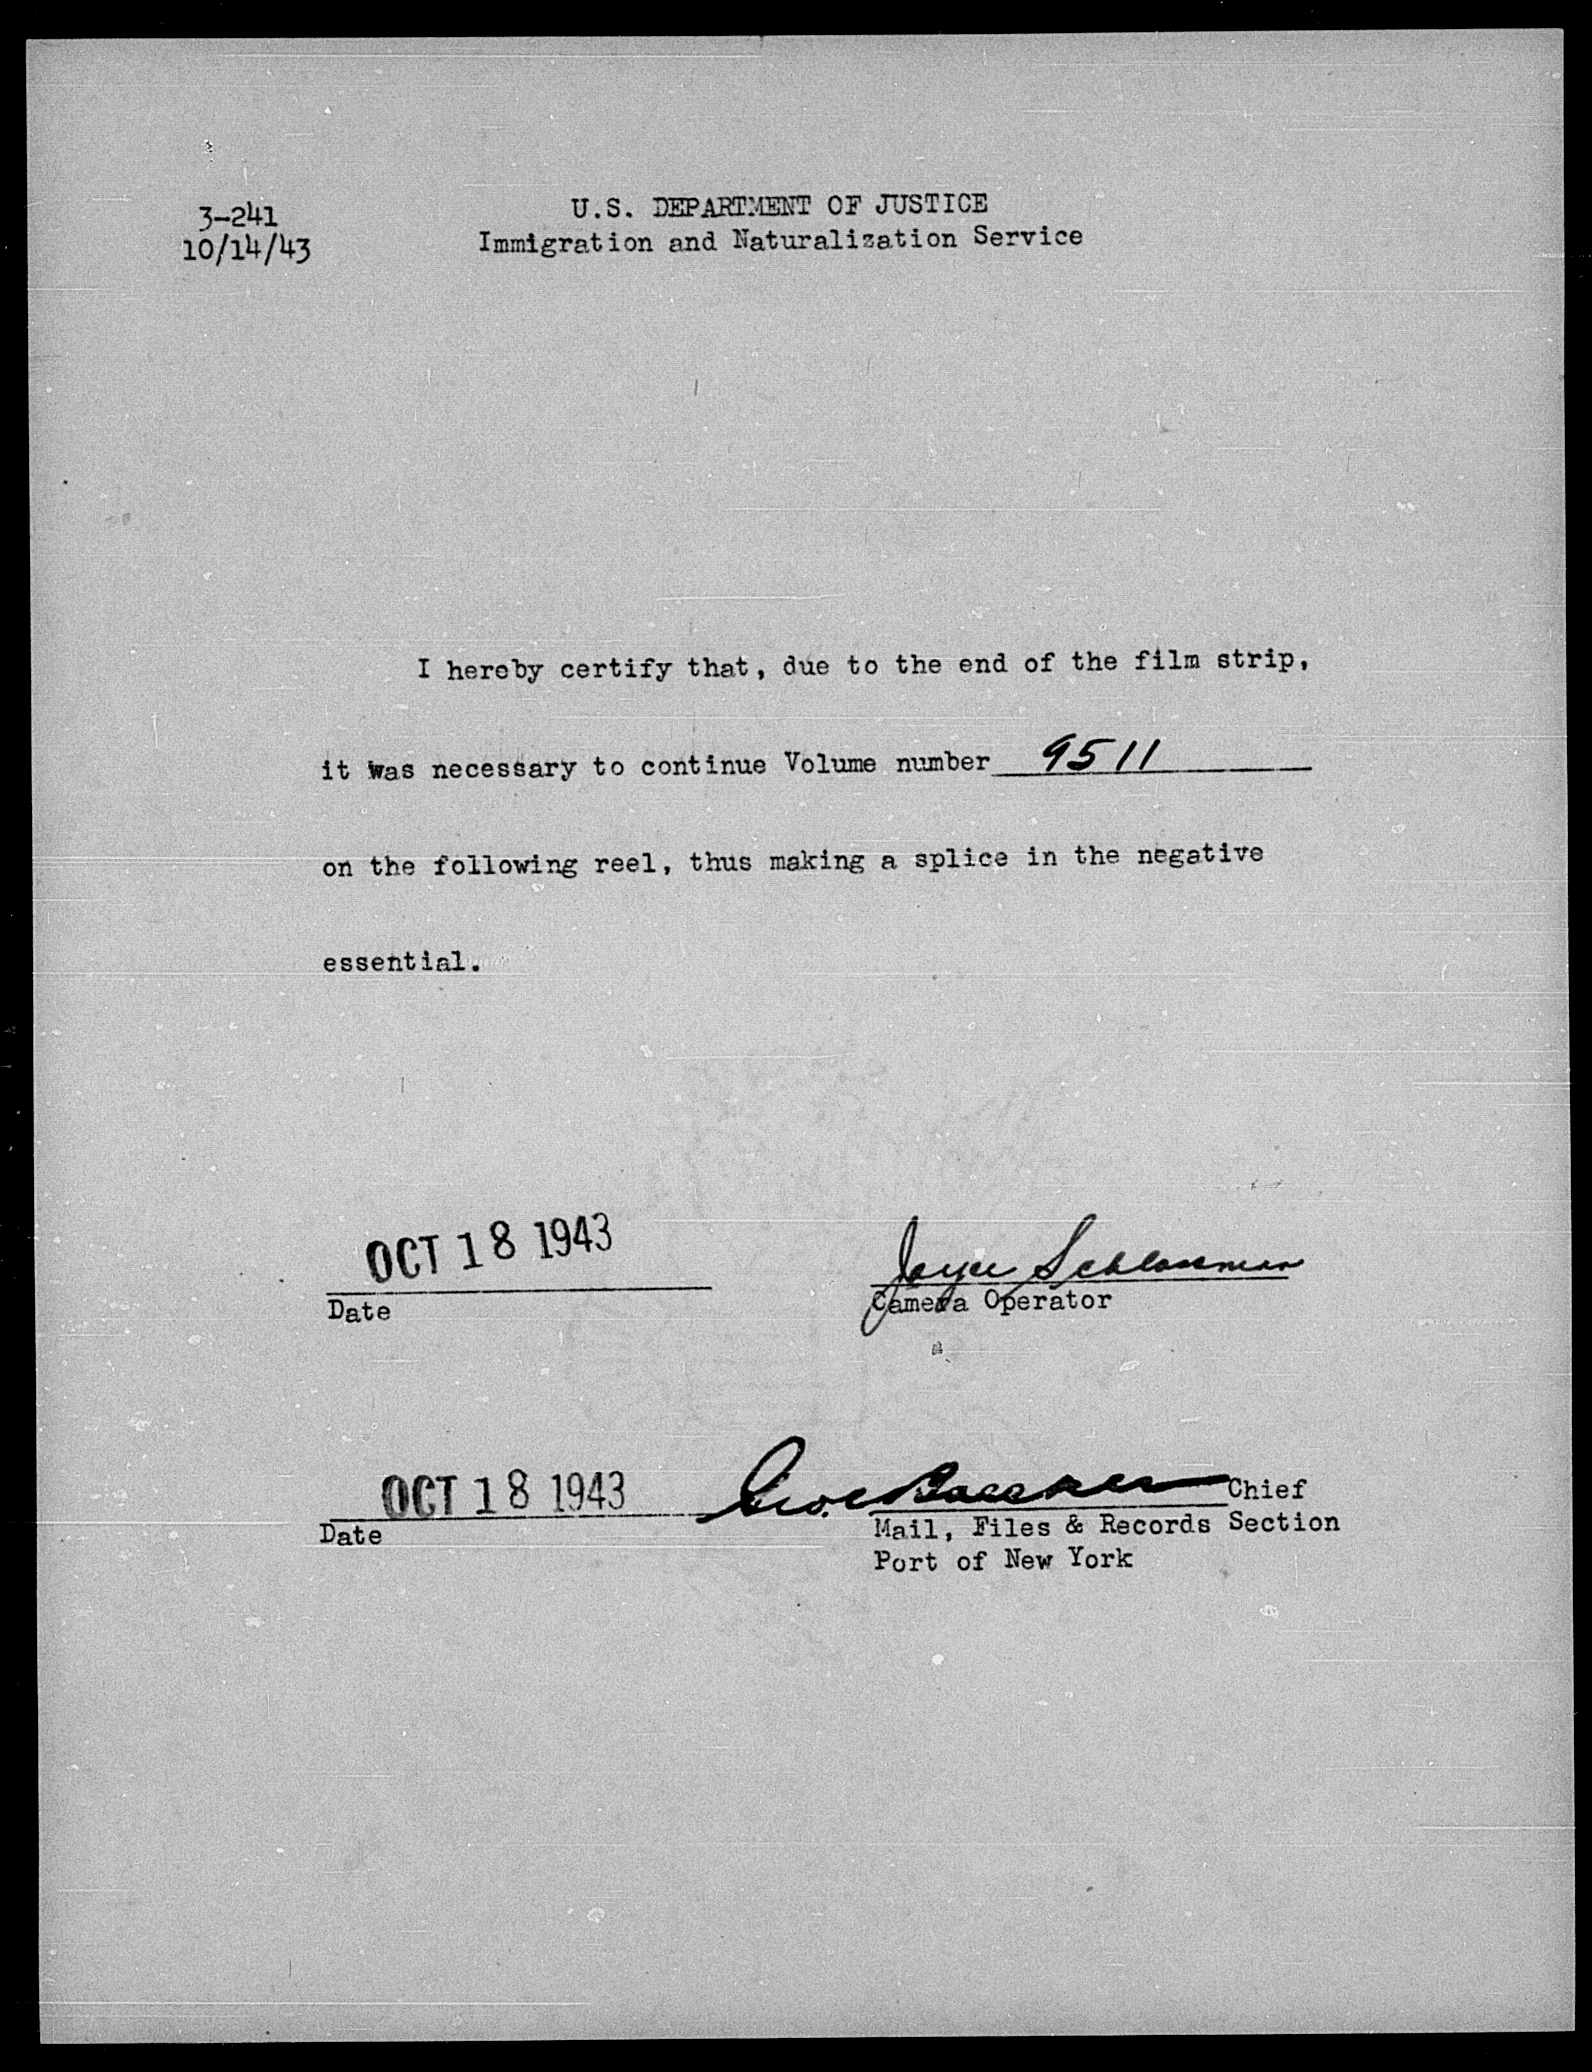 3-241
10/14/43
U.S. DEPARTMENT OF JUSTICE
Immigration and Naturalization Service
I hereby certify that, due to the end of the film strip,
it was necessary to continue Volume number 9511
on the following reel, thus making a splice in the negative
essential.
OCT 18 1943
Date
Joyce Schlossman
Camera Operator
OCT 18 1943
Date
Geo. Chief
Mail, Files & Records Section
Port of New York